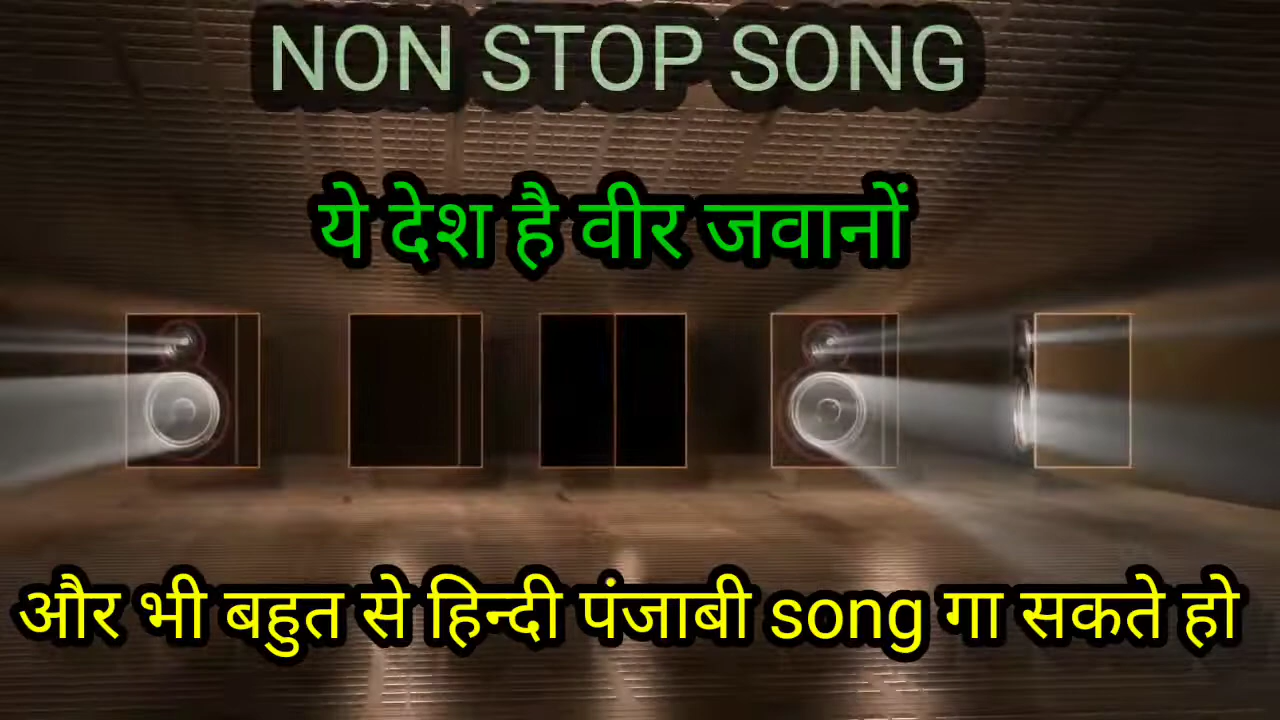 NON STOP SONG
ये देश है वीर जवानों
और भी बहुत से हिन्दी पंजाबी song गा सकते हो